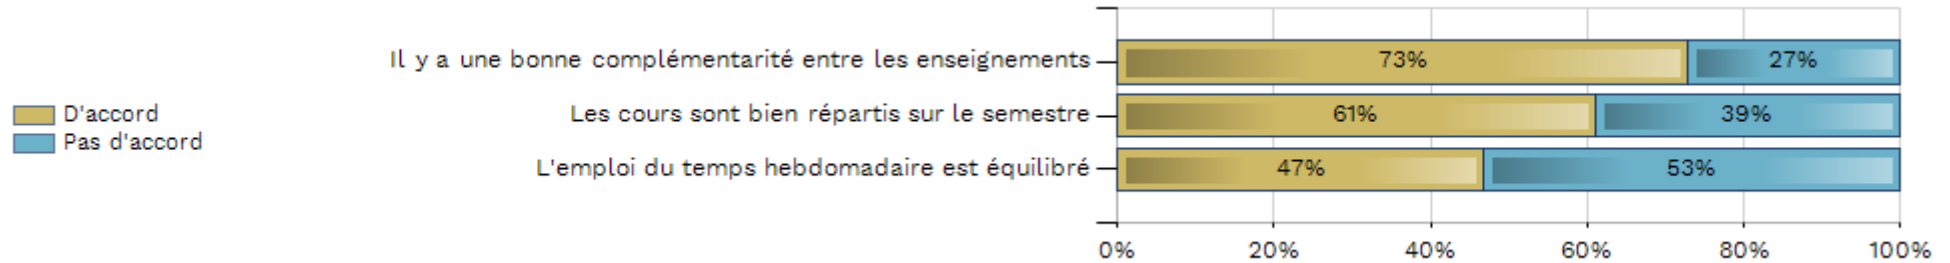 Il y a une bonne complémentarité entre les enseignements 73% 27%
D'accord
Les cours sont bien répartis sur le semestre 61% 39%
Pas d'accord
L'emploi du temps hebdomadaire est équilibré 47% 53%
0% 20% 40% 60% 80% 100%